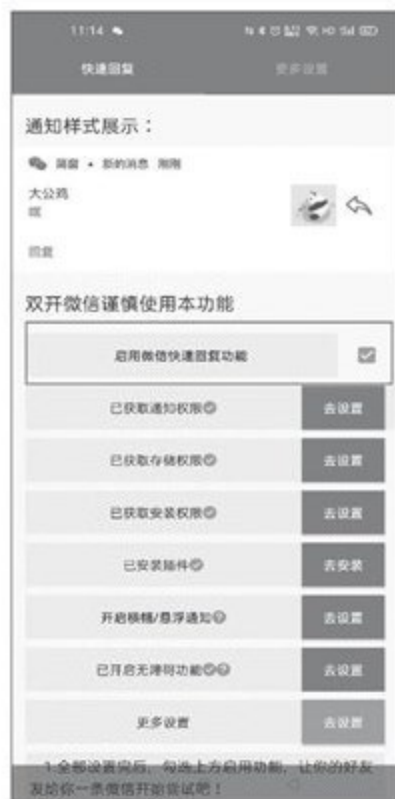 11:14
快速回复 更多设置
通知样式展示：
简窗 • 新的消息 刚刚
大公鸡
回复
双开微信谨慎使用本功能
启用微信快速回复功能
已获取通知权限 去设置
已获取存储权限 去设置
已获取安装权限 去设置
已安装插件 去安装
开启横幅/悬浮通知 去设置
已开启无障碍功能 去设置
更多设置 去设置
1.全部设置完后，勾选上方启用功能，让你的好友
发给你一条微信开始尝试吧！